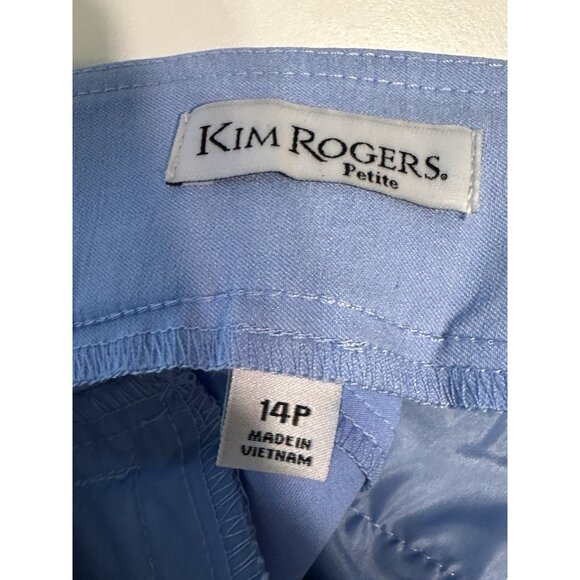 KIM ROGERS®
Petite
14P
MADE IN
VIETNAM